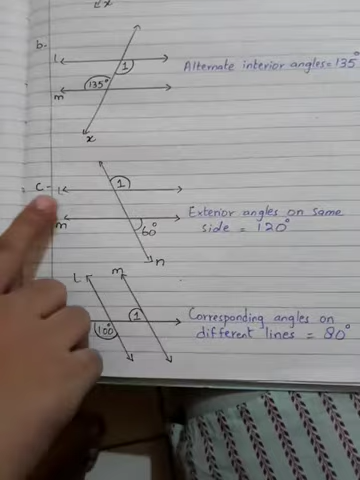 x
b.
l
1
Alternate interior angles = 135°
135°
m
x
c-
l
1
m
Exterior angles on same
60°
side = 120°
n
L
m
1
Corresponding angles on
100°
different lines = 80°